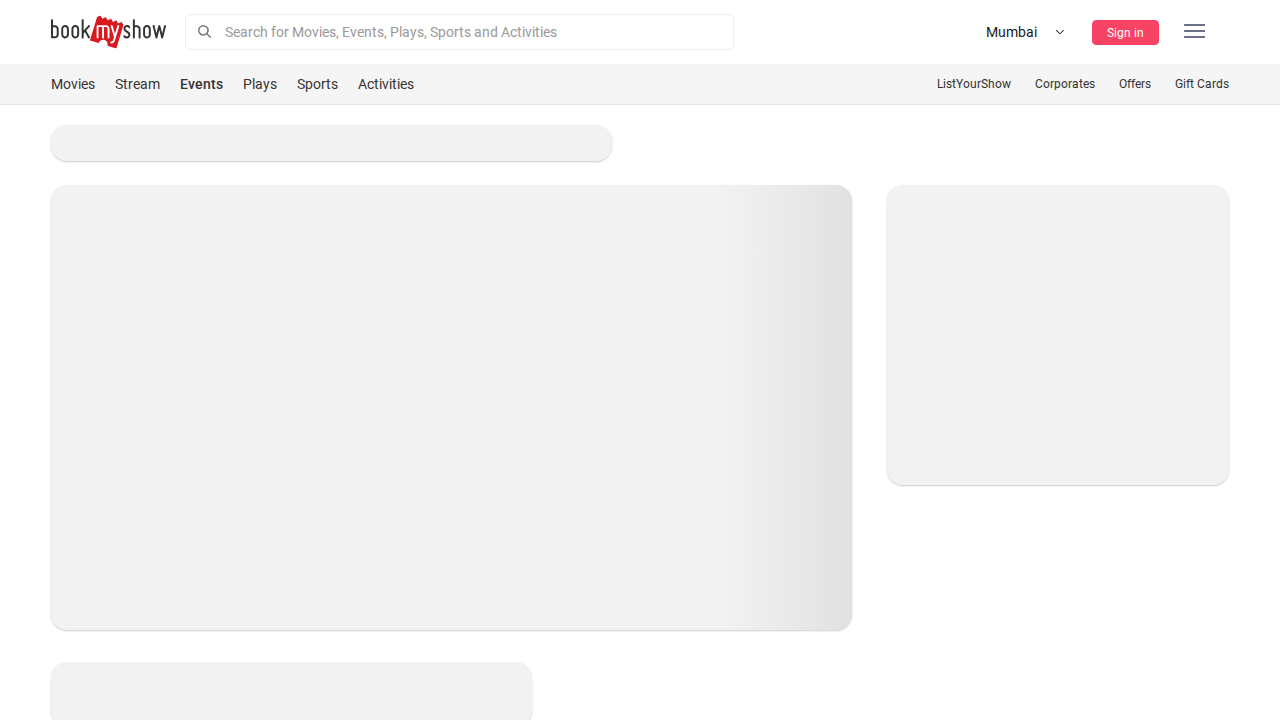 bookmyshow
Search for Movies, Events, Plays, Sports and Activities
Mumbai
Sign in
Movies Stream Events Plays Sports Activities
ListYourShow Corporates Offers Gift Cards